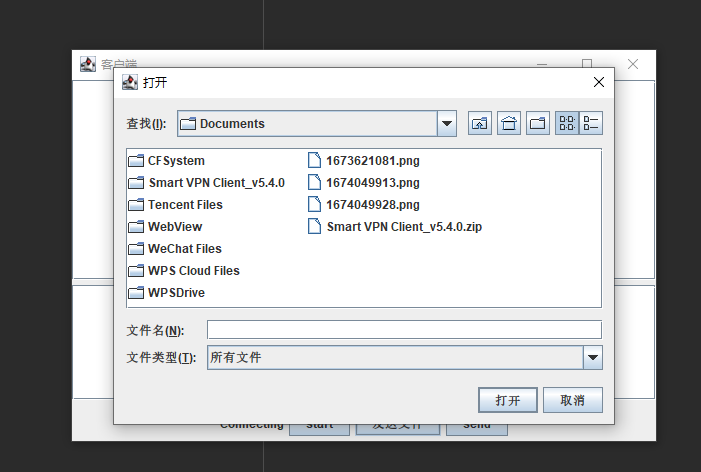 客户端
打开
查找(I): Documents
CFSystem
Smart VPN Client_v5.4.0
Tencent Files
WebView
WeChat Files
WPS Cloud Files
WPSDrive
1673621081.png
1674049913.png
1674049928.png
Smart VPN Client_v5.4.0.zip
文件名(N):
文件类型(T): 所有文件
打开 取消
Connecting start 发送文件 send